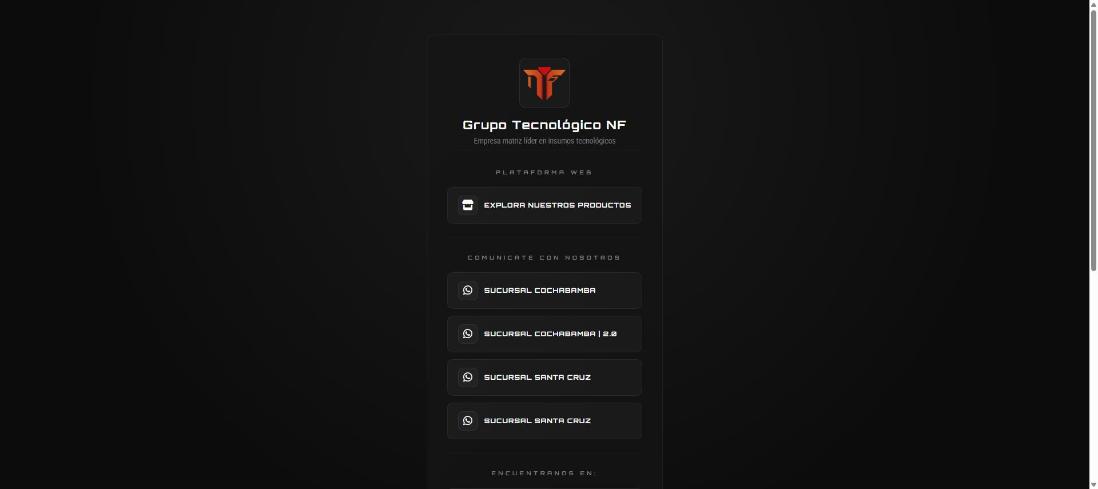 NF
Grupo Tecnológico NF
Empresa matriz líder en insumos tecnológicos
PLATAFORMA WEB
EXPLORA NUESTROS PRODUCTOS
COMUNICATE CON NOSOTROS
SUCURSAL COCHABAMBA
SUCURSAL COCHABAMBA | 2.0
SUCURSAL SANTA CRUZ
SUCURSAL SANTA CRUZ
ENCUENTRANOS EN: